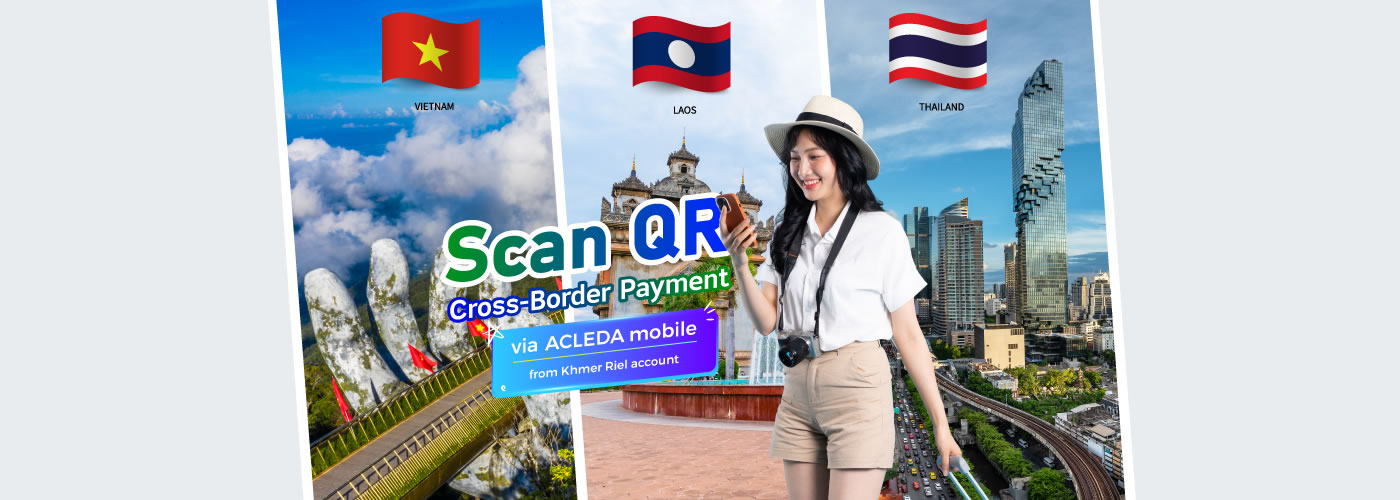 VIETNAM
LAOS
THAILAND
Scan QR
Cross-Border Payment
via ACLEDA mobile
from Khmer Riel account